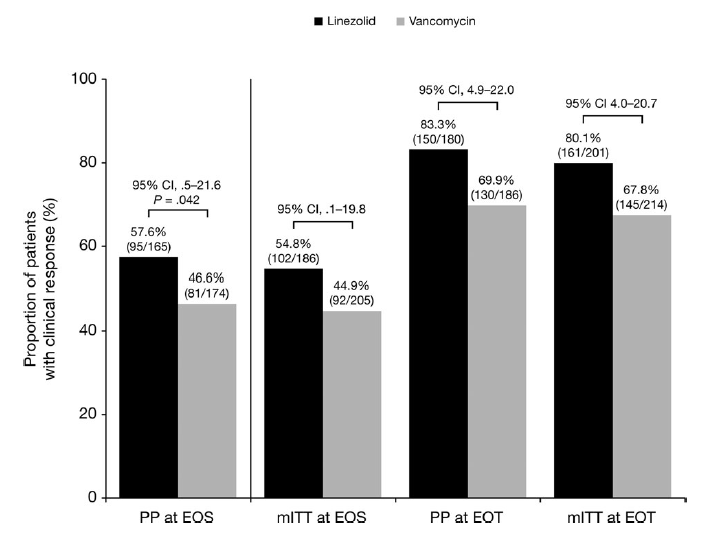 Linezolid Vancomycin
Proportion of patients
with clinical response (%)
100
80
60
40
20
0
95% CI, .5–21.6
P = .042
57.6%
(95/165)
46.6%
(81/174)
95% CI, .1–19.8
54.8%
(102/186)
44.9%
(92/205)
95% CI, 4.9–22.0
83.3%
(150/180)
69.9%
(130/186)
95% CI 4.0–20.7
80.1%
(161/201)
67.8%
(145/214)
PP at EOS
mITT at EOS
PP at EOT
mITT at EOT